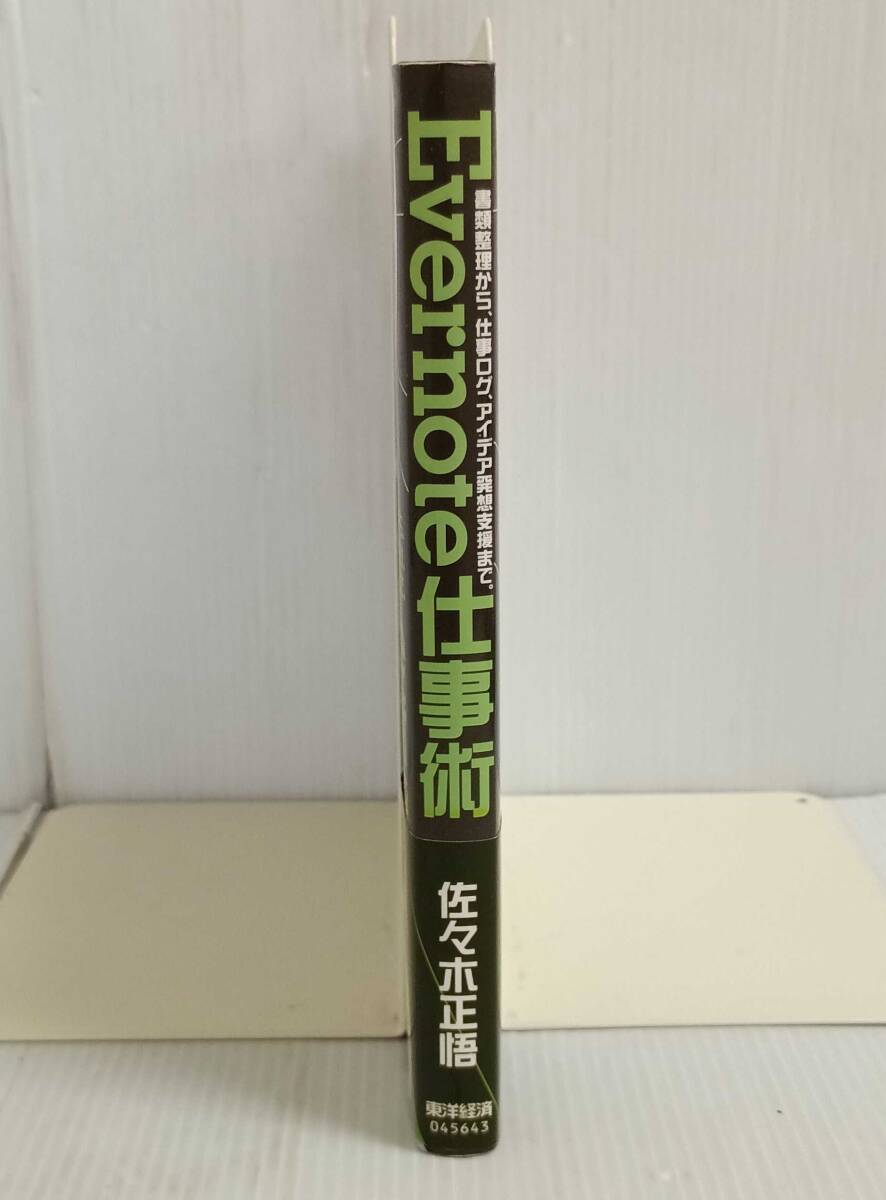 書類整理から、仕事ログ、アイデア発想支援まで。
Evernote仕事術
佐々木正悟
東洋経済
045643